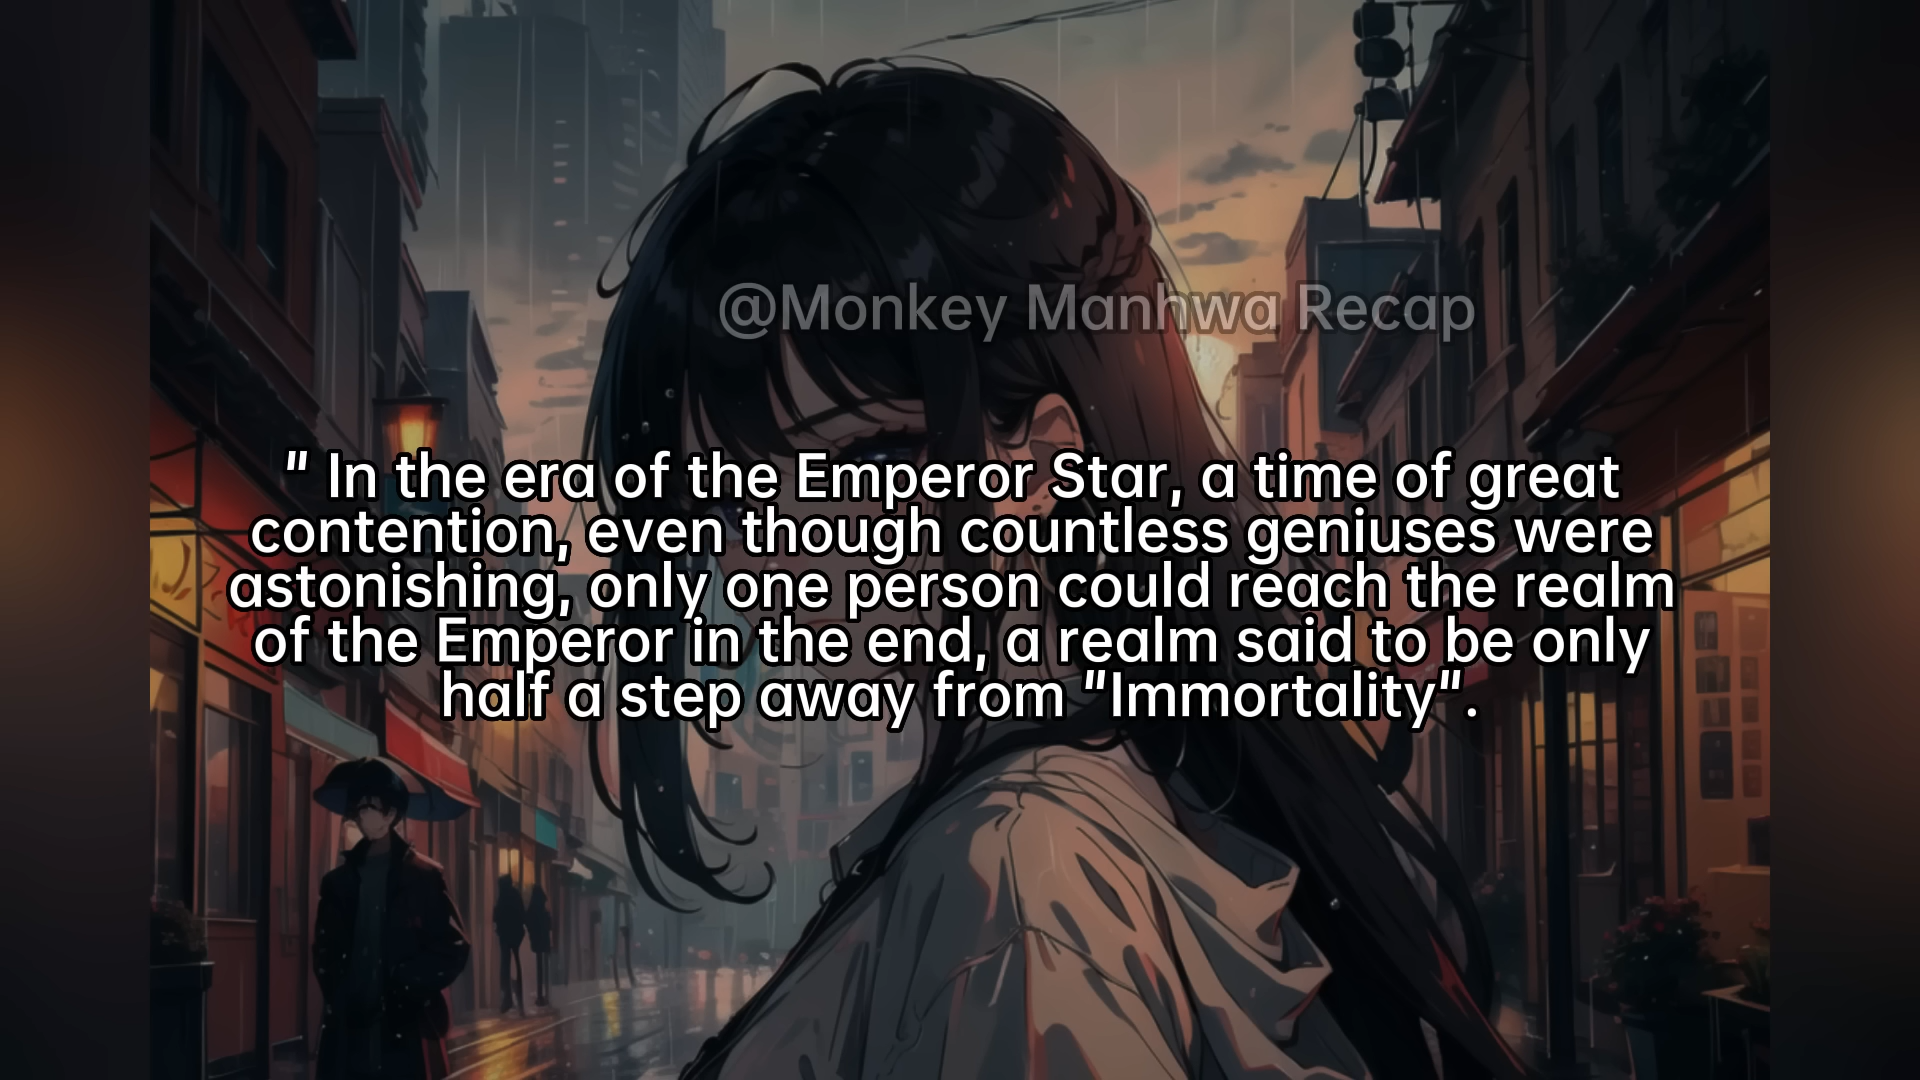 @Monkey Manhwa Recap
" In the era of the Emperor Star, a time of great
contention, even though countless geniuses were
astonishing, only one person could reach the realm
of the Emperor in the end, a realm said to be only
half a step away from "Immortality".